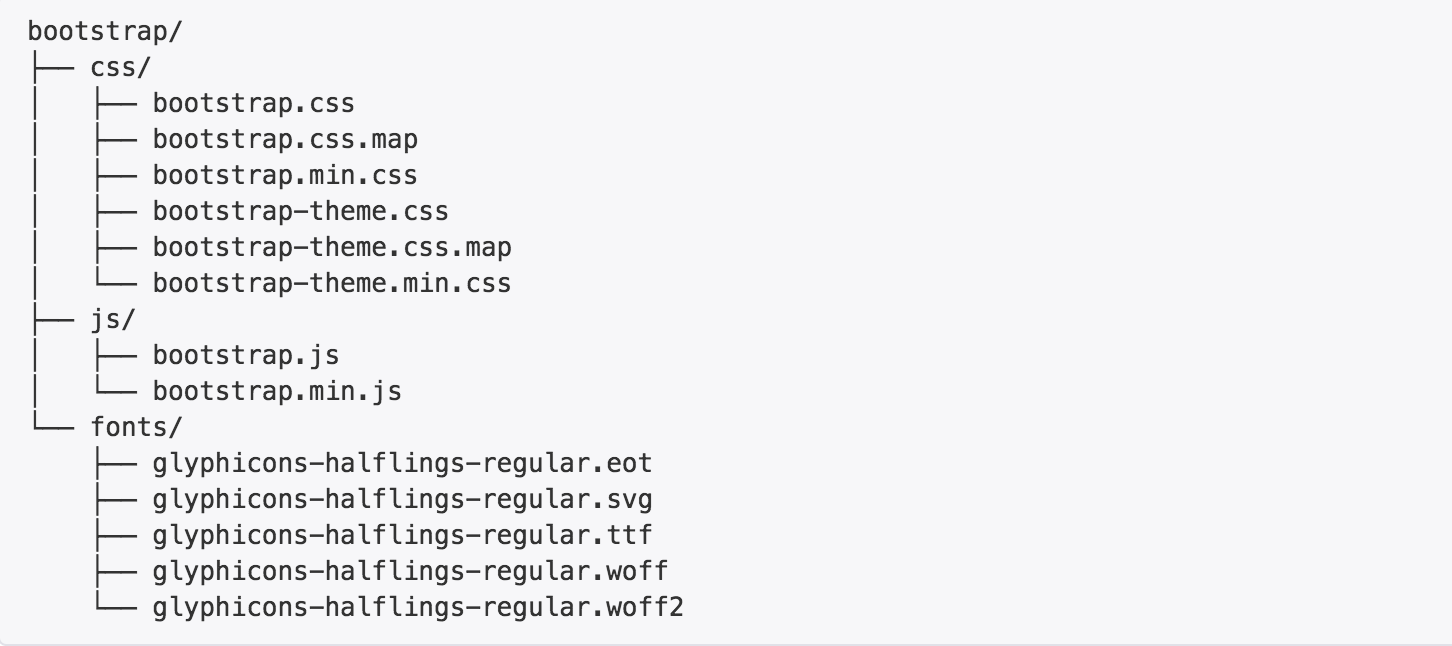 bootstrap/
├── css/
│   ├── bootstrap.css
│   ├── bootstrap.css.map
│   ├── bootstrap.min.css
│   ├── bootstrap-theme.css
│   ├── bootstrap-theme.css.map
│   └── bootstrap-theme.min.css
├── js/
│   ├── bootstrap.js
│   └── bootstrap.min.js
└── fonts/
    ├── glyphicons-halflings-regular.eot
    ├── glyphicons-halflings-regular.svg
    ├── glyphicons-halflings-regular.ttf
    ├── glyphicons-halflings-regular.woff
    └── glyphicons-halflings-regular.woff2